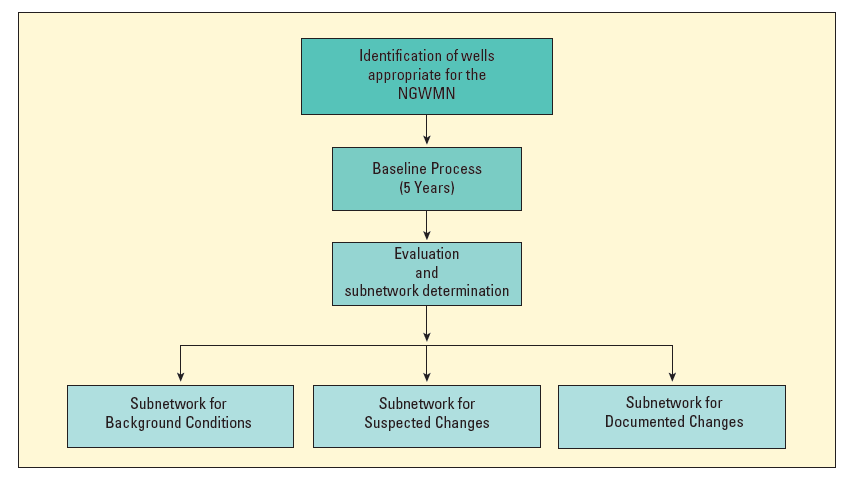 Identification of wells
appropriate for the
NGWMN
Baseline Process
(5 Years)
Evaluation
and
subnetwork determination
Subnetwork for
Background Conditions
Subnetwork for
Suspected Changes
Subnetwork for
Documented Changes